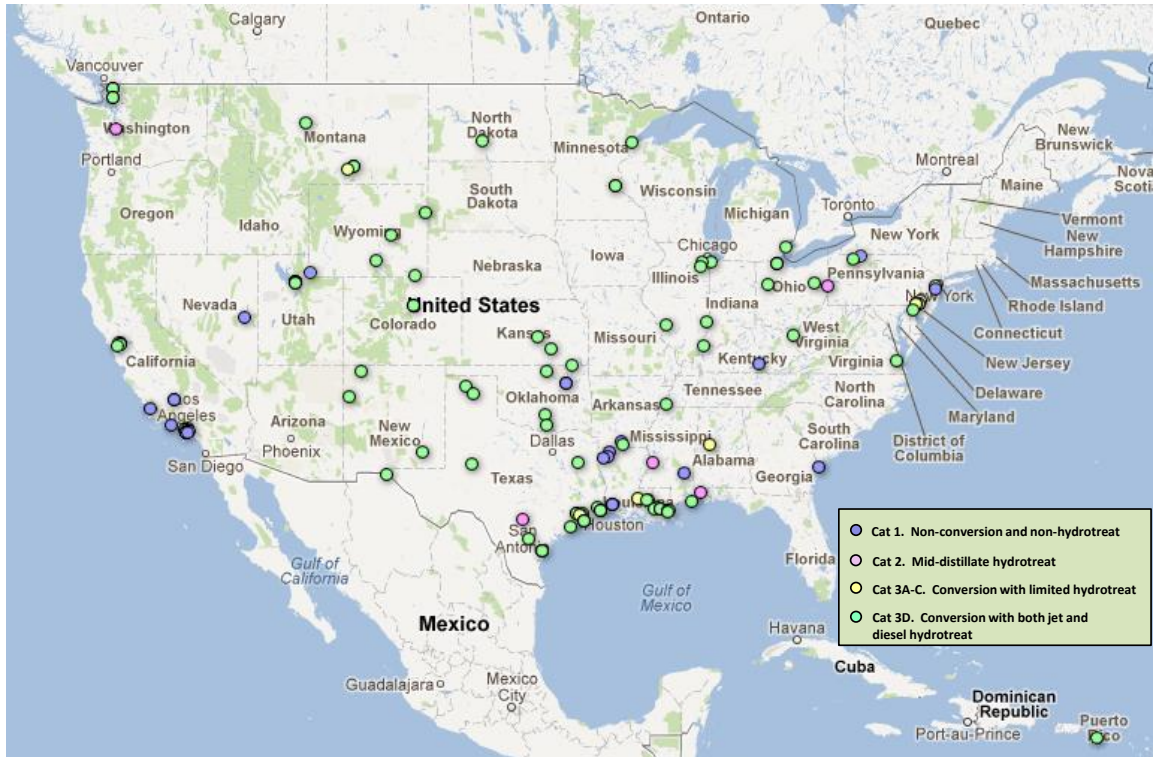 Calgary
Ontario
Quebec
Vancouver
Washington
Montana
North
Dakota
Minnesota
Montreal
New
Brunswick
Nova
Scoti
Maine
Portland
Oregon
Idaho
South
Dakota
Wisconsin
Michigan
Toronto
Vermont
New
Hampshire
New York
Wyoming
Iowa
Chicago
Nebraska
Illinois
Indiana
Ohio
Pennsylvania
Massachusetts
New York
Rhode Island
Connecticut
Nevada
Utah
United States
Colorado
Kansas
Missouri
West
Virginia
Kentucky
Virginia
New Jersey
California
Delaware
Maryland
Los
Angeles
Arizona
Phoenix
New
Mexico
Oklahoma
Arkansas
Tennessee
North
Carolina
South
Carolina
District of
Columbia
San Diego
Dallas
Mississippi
Alabama
Georgia
Texas
Louisiana
Houston
San
Antonio
Florida
Gulf of
California
Gulf of
Mexico
Mexico
Havana
Cuba
Guadalajara
Mexico
City
Dominican
Republic
Port-au-Prince
Puerto
Rico
Cat 1. Non-conversion and non-hydrotreat
Cat 2. Mid-distillate hydrotreat
Cat 3A-C. Conversion with limited hydrotreat
Cat 3D. Conversion with both jet and
diesel hydrotreat